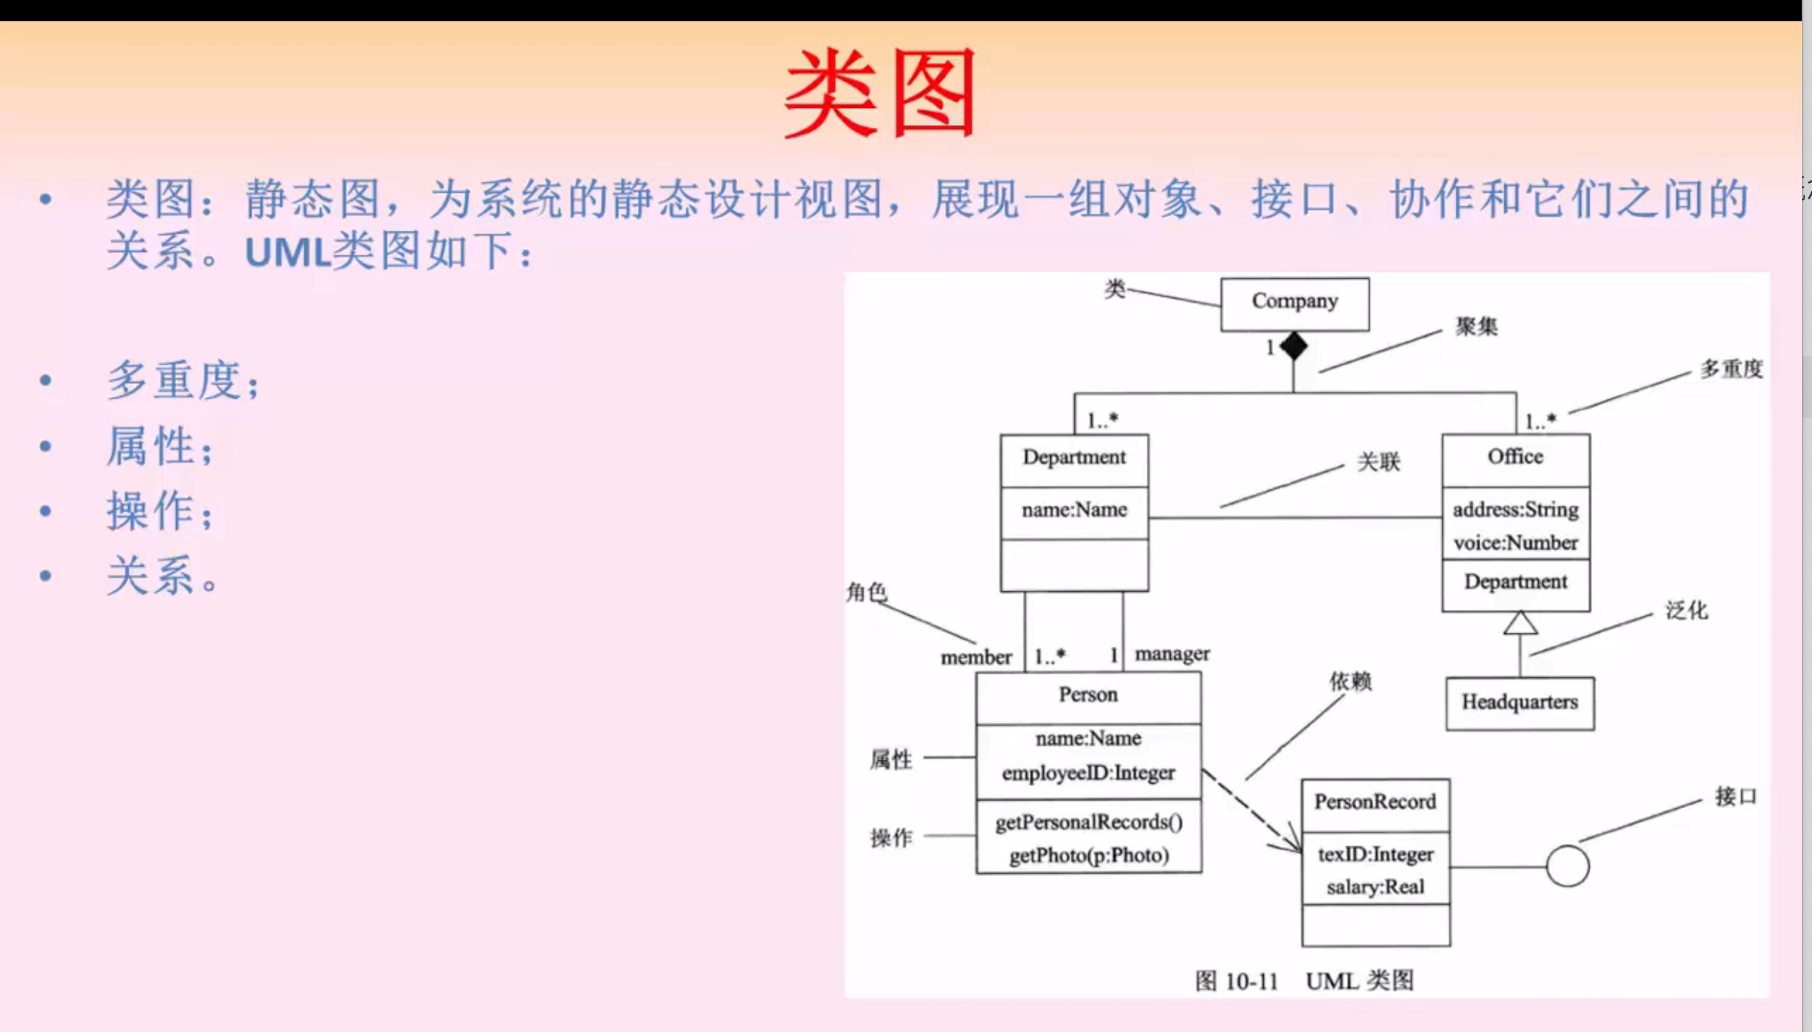 类图
• 类图：静态图，为系统的静态设计视图，展现一组对象、接口、协作和它们之间的
关系。UML类图如下：
• 多重度；
• 属性；
• 操作；
• 关系。
类
Company
聚集
1
多重度
1..*
1..*
Department
关联
Office
name:Name
address:String
voice:Number
Department
角色
泛化
member
1..*
1
manager
依赖
Person
Headquarters
name:Name
属性
employeeID:Integer
接口
PersonRecord
getPersonalRecords()
操作
getPhoto(p:Photo)
texID:Integer
salary:Real
图 10-11 UML 类图